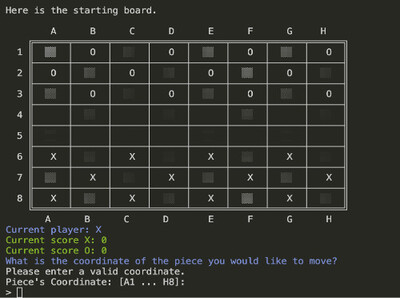 Here is the starting board.
A B C D E F G H
1 O O O O
2 O O O O
3 O O O O
4
5
6 X X X X
7 X X X X
8 X X X X
A B C D E F G H
Current player: X
Current score X: 0
Current score O: 0
What is the coordinate of the piece you would like to move?
Please enter a valid coordinate.
Piece's Coordinate: [A1 ... H8]:
>